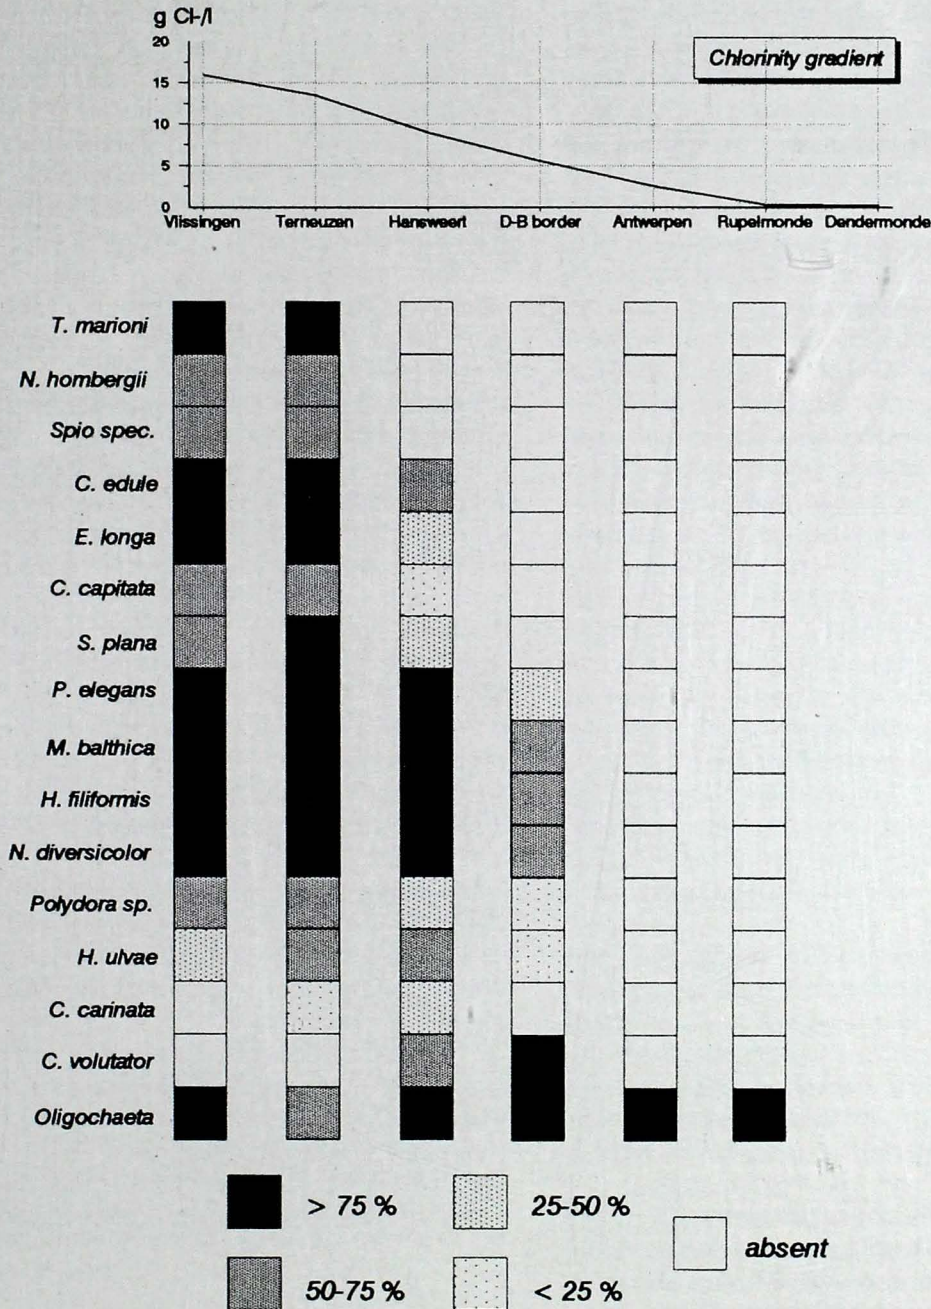 g Cl-/l
20
Chlorinity gradient
15
10
5
0
Vlissingen Terneuzen Hansweert D-B border Antwerpen Rupelmonde Dendermonde
T. marioni
N. hombergii
Spio spec.
C. edule
E. longa
C. capitata
S. plana
P. elegans
M. balthica
H. filiformis
N. diversicolor
Polydora sp.
H. ulvae
C. carinata
C. volutator
Oligochaeta
> 75 % 25-50 %
absent
50-75 % < 25 %